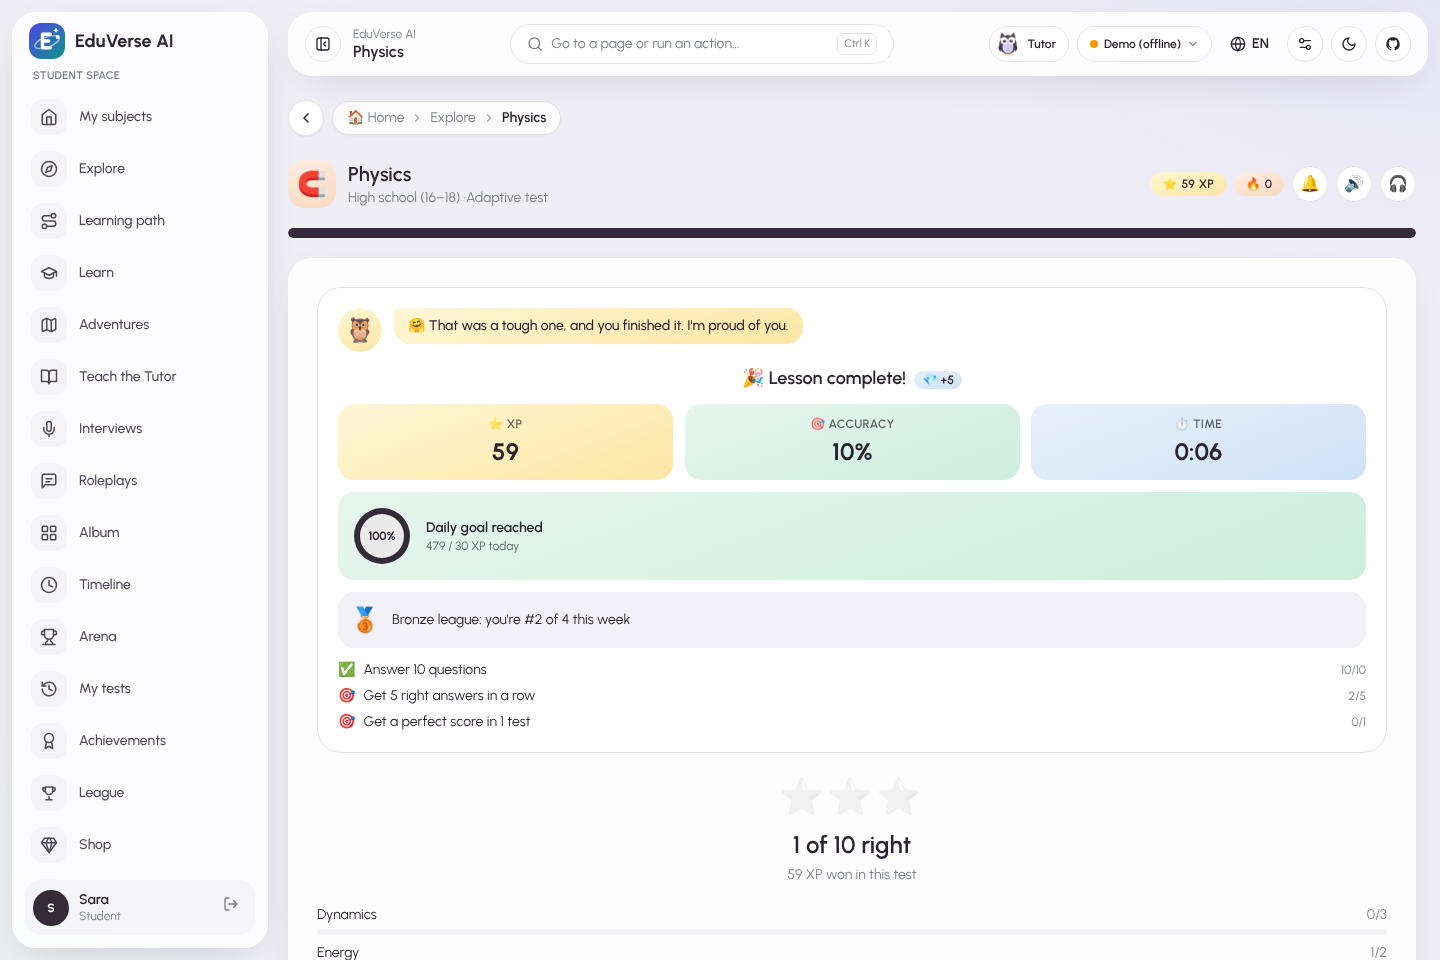 EduVerse AI
STUDENT SPACE
My subjects
Explore
Learning path
Learn
Adventures
Teach the Tutor
Interviews
Roleplays
Album
Timeline
Arena
My tests
Achievements
League
Shop
S
Sara
Student
EduVerse AI
Physics
Go to a page or run an action...
Ctrl K
Tutor
Demo (offline)
EN
Home
Explore
Physics
Physics
High school (16–18) · Adaptive test
59 XP
0
That was a tough one, and you finished it. I'm proud of you.
Lesson complete!
+5
XP
59
ACCURACY
10%
TIME
0:06
100%
Daily goal reached
479 / 30 XP today
Bronze league: you're #2 of 4 this week
Answer 10 questions
10/10
Get 5 right answers in a row
2/5
Get a perfect score in 1 test
0/1
1 of 10 right
59 XP won in this test
Dynamics
0/3
Energy
1/2